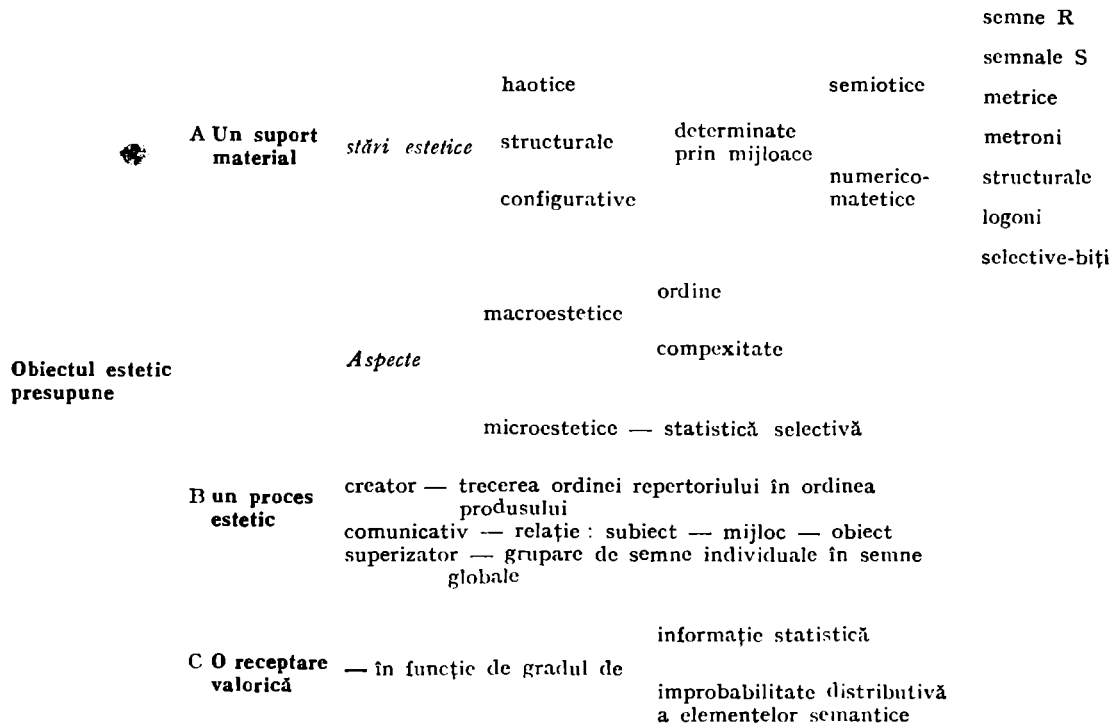 semne R
semnale S
haotice semiotice
metrice
A Un suport stări estetice structurale determinate metroni
material prin mijloace
numerico- structurale
configurative matetice
logoni
selective-biți
ordine
macroestetice
Aspecte compexitate
Obiectul estetic
presupune
microestetice — statistică selectivă
B un proces creator — trecerea ordinei repertoriului în ordinea
estetic produsului
comunicativ — relație : subiect — mijloc — obiect
superizator — grupare de semne individuale în semne
globale
informație statistică
C O receptare — în funcție de gradul de
valorică
improbabilitate distributivă
a elementelor semantice